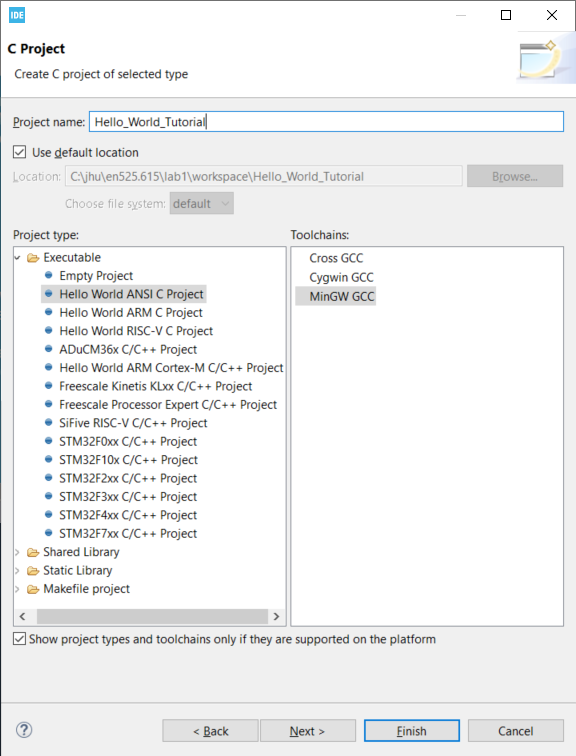 IDE
C Project
Create C project of selected type
Project name: Hello_World_Tutorial
Use default location
Location: C:\jhu\en525.615\lab1\workspace\Hello_World_Tutorial Browse...
Choose file system: default
Project type:
Executable
Empty Project
Hello World ANSI C Project
Hello World ARM C Project
Hello World RISC-V C Project
ADuCM36x C/C++ Project
Hello World ARM Cortex-M C/C++ Project
Freescale Kinetis KLxx C/C++ Project
Freescale Processor Expert C/C++ Project
SiFive RISC-V C/C++ Project
STM32F0xx C/C++ Project
STM32F10x C/C++ Project
STM32F2xx C/C++ Project
STM32F3xx C/C++ Project
STM32F4xx C/C++ Project
STM32F7xx C/C++ Project
Shared Library
Static Library
Makefile project
Toolchains:
Cross GCC
Cygwin GCC
MinGW GCC
Show project types and toolchains only if they are supported on the platform
? < Back Next > Finish Cancel